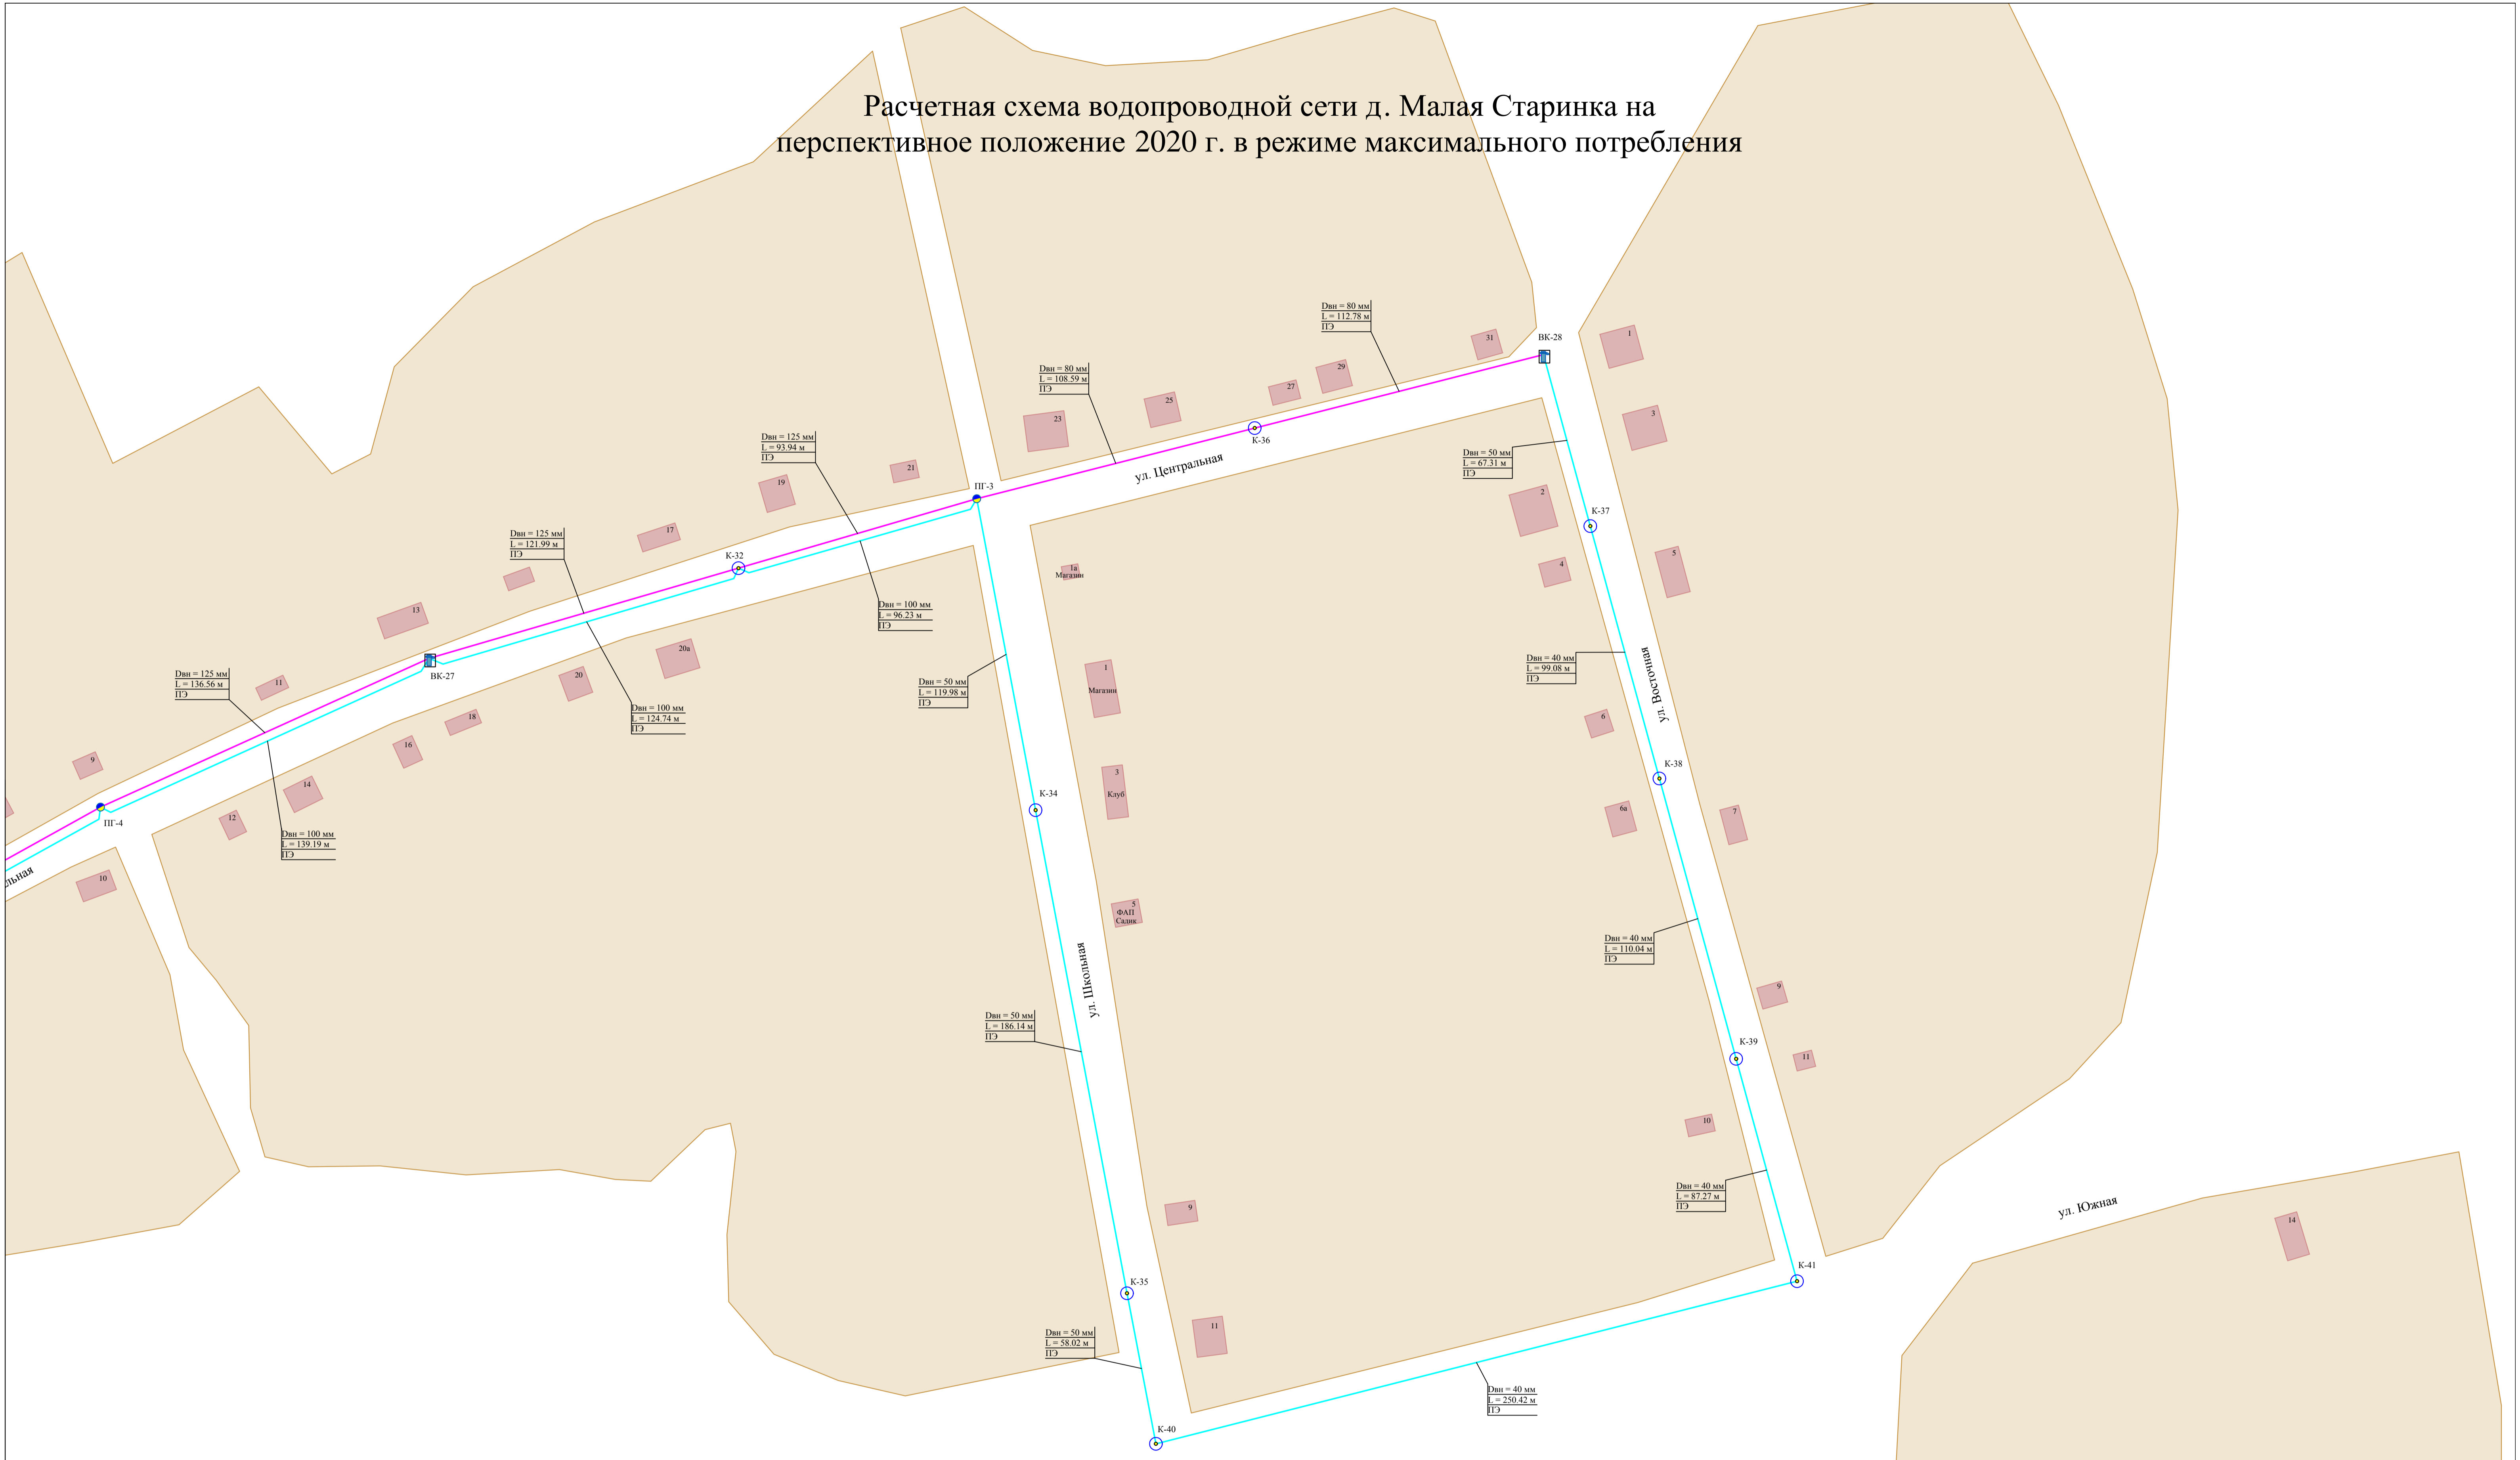 Расчетная схема водопроводной сети д. Малая Старинка на
перспективное положение 2020 г. в режиме максимального потребления
Dвн = 80 мм
L = 112.78 м
ПЭ
31
ВК-28
1
Dвн = 80 мм
L = 108.59 м
ПЭ
29
27
25
23
К-36
3
Dвн = 125 мм
L = 93.94 м
ПЭ
21
19
ПГ-3
ул. Центральная
Dвн = 50 мм
L = 67.31 м
ПЭ
2
К-37
Dвн = 125 мм
L = 121.99 м
ПЭ
17
К-32
1а
Магазин
4
5
13
Dвн = 100 мм
L = 96.23 м
ПЭ
20а
20
Dвн = 125 мм
L = 136.56 м
ПЭ
11
ВК-27
18
Dвн = 50 мм
L = 119.98 м
ПЭ
1
Магазин
Dвн = 40 мм
L = 99.08 м
ПЭ
ул. Восточная
Dвн = 100 мм
L = 124.74 м
ПЭ
6
16
9
14
3
Клуб
К-38
К-34
6а
7
12
ПГ-4
Dвн = 100 мм
L = 139.19 м
ПЭ
льная
10
5
ФАП
Садик
Dвн = 40 мм
L = 110.04 м
ПЭ
ул. Школьная
9
Dвн = 50 мм
L = 186.14 м
ПЭ
К-39
11
10
Dвн = 40 мм
L = 87.27 м
ПЭ
9
ул. Южная
14
К-41
К-35
11
Dвн = 50 мм
L = 58.02 м
ПЭ
Dвн = 40 мм
L = 250.42 м
ПЭ
К-40